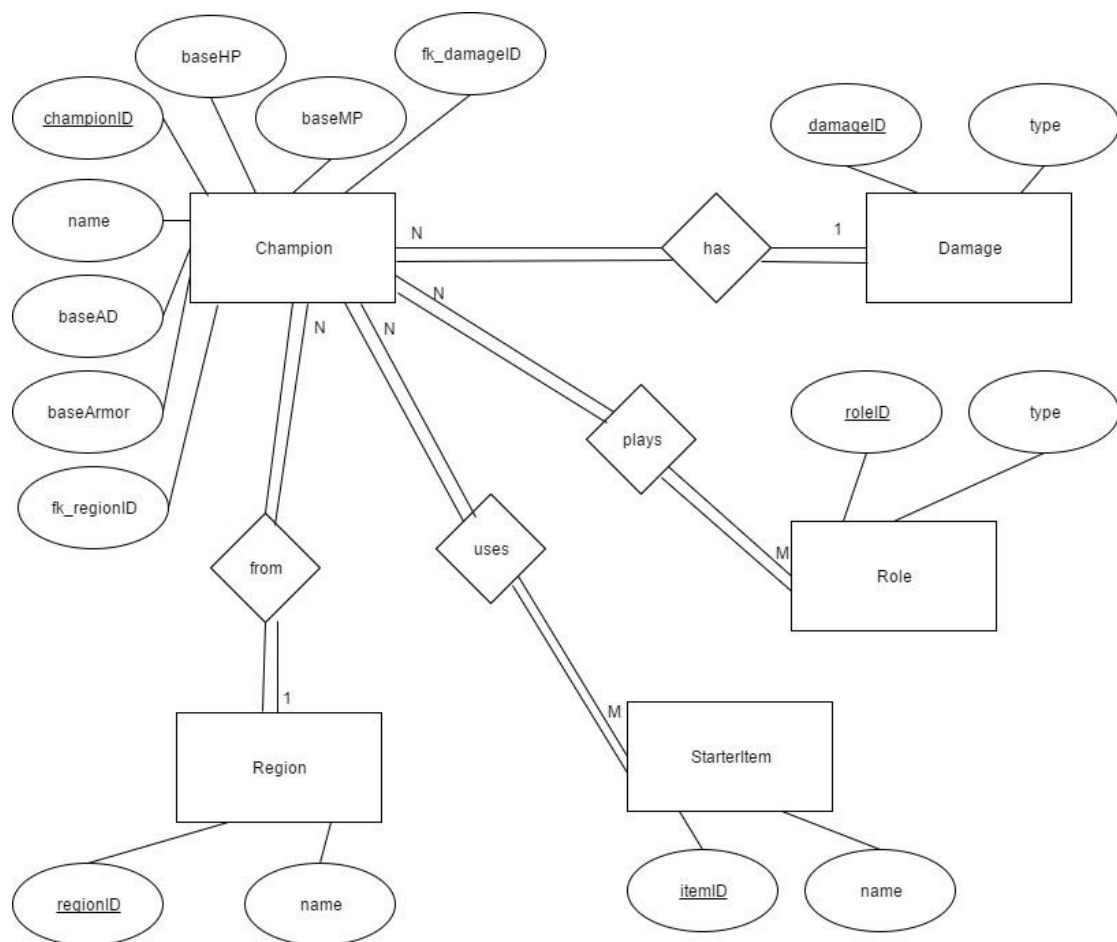 baseHP
fk_damageID
championID
baseMP
damageID
type
name
Champion
N
has
1
Damage
N
baseAD
N
N
baseArmor
roleID
type
plays
fk_regionID
from
uses
M
Role
1
M
Region
StarterItem
regionID
name
itemID
name